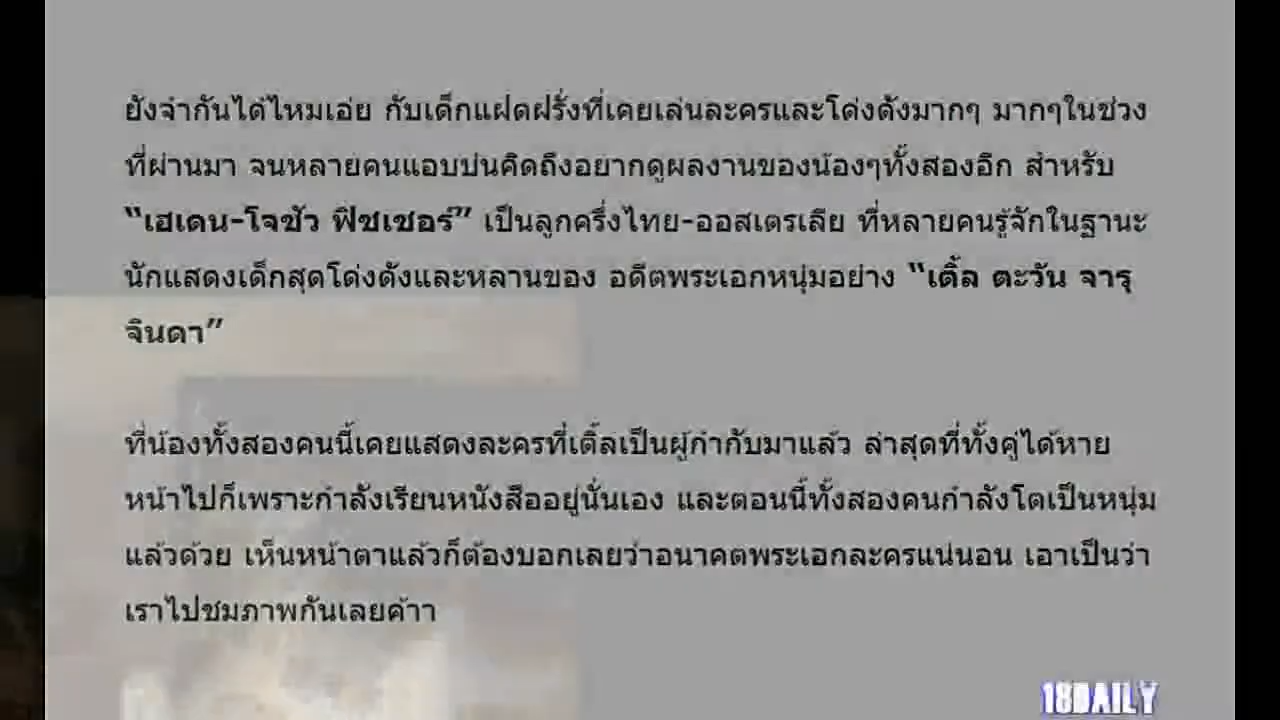 ยังจำกันได้ไหมเอ่ย กับเด็กแฝดฝรั่งที่เคยเล่นละครและโด่งดังมากๆ มากๆในช่วง
ที่ผ่านมา จนหลายคนแอบบ่นคิดถึงอยากดูผลงานของน้องๆทั้งสองอีก สำหรับ
“เฮเดน-โจชัว ฟิชเชอร์” เป็นลูกครึ่งไทย-ออสเตรเลีย ที่หลายคนรู้จักในฐานะ
นักแสดงเด็กสุดโด่งดังและหลานของ อดีตพระเอกหนุ่มอย่าง “เติ้ล ตะวัน จารุ
จินดา”
ที่น้องทั้งสองคนนี้เคยแสดงละครที่เติ้ลเป็นผู้กำกับมาแล้ว ล่าสุดที่ทั้งคู่ได้หาย
หน้าไปก็เพราะกำลังเรียนหนังสืออยู่นั่นเอง และตอนนี้ทั้งสองคนกำลังโตเป็นหนุ่ม
แล้วด้วย เห็นหน้าตาแล้วก็ต้องบอกเลยว่าอนาคตพระเอกละครแน่นอน เอาเป็นว่า
เราไปชมภาพกันเลยค้าา
18DAILY